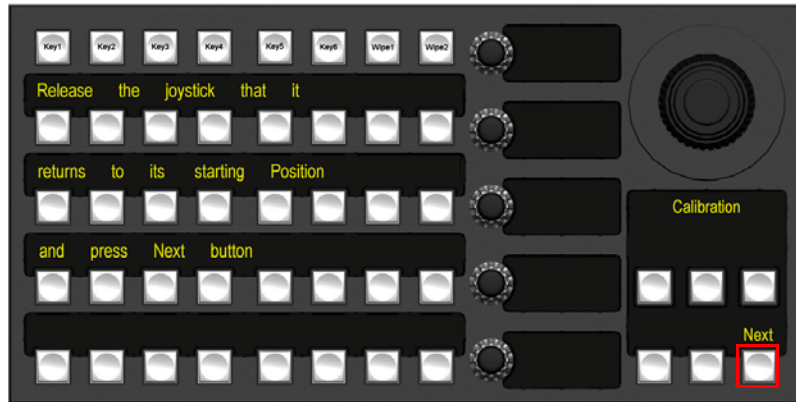 Key1 Key2 Key3 Key4 Key5 Key6 Wipe1 Wipe2
Release the joystick that it
returns to its starting Position
Calibration
and press Next button
Next